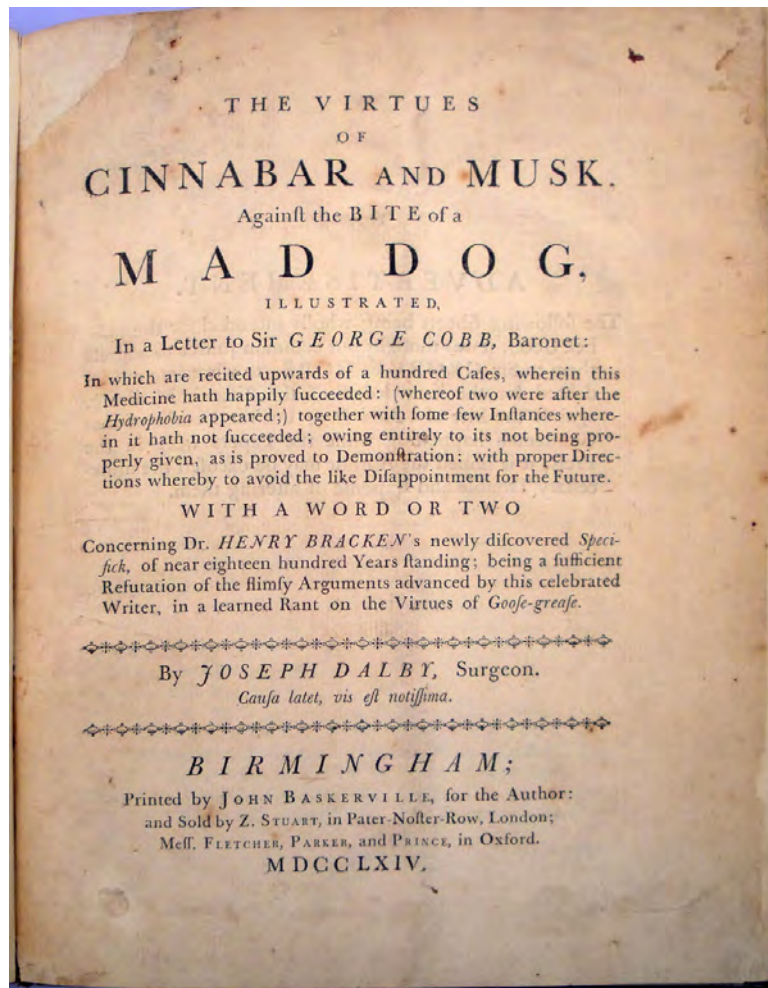 THE VIRTUES
OF
CINNABAR AND MUSK.
Againſt the BITE of a
MAD DOG,
ILLUSTRATED,
In a Letter to Sir GEORGE COBB, Baronet:
In which are recited upwards of a hundred Caſes, wherein this
Medicine hath happily ſucceeded: (whereof two were after the
Hydrophobia appeared;) together with ſome few Inſtances where-
in it hath not ſucceeded; owing entirely to its not being pro-
perly given, as is proved to Demonſtration: with proper Direc-
tions whereby to avoid the like Diſappointment for the Future.
WITH A WORD OR TWO
Concerning Dr. HENRY BRACKEN's newly diſcovered Speci-
fick, of near eighteen hundred Years ſtanding; being a ſufficient
Refutation of the flimſy Arguments advanced by this celebrated
Writer, in a learned Rant on the Virtues of Gooſe-greaſe.
By JOSEPH DALBY, Surgeon.
Cauſa latet, vis eſt notiſſima.
BIRMINGHAM;
Printed by JOHN BASKERVILLE, for the Author:
and Sold by Z. STUART, in Pater-Noſter-Row, London;
Meſſ. FLETCHER, PARKER, and PRINCE, in Oxford.
MDCCLXIV.